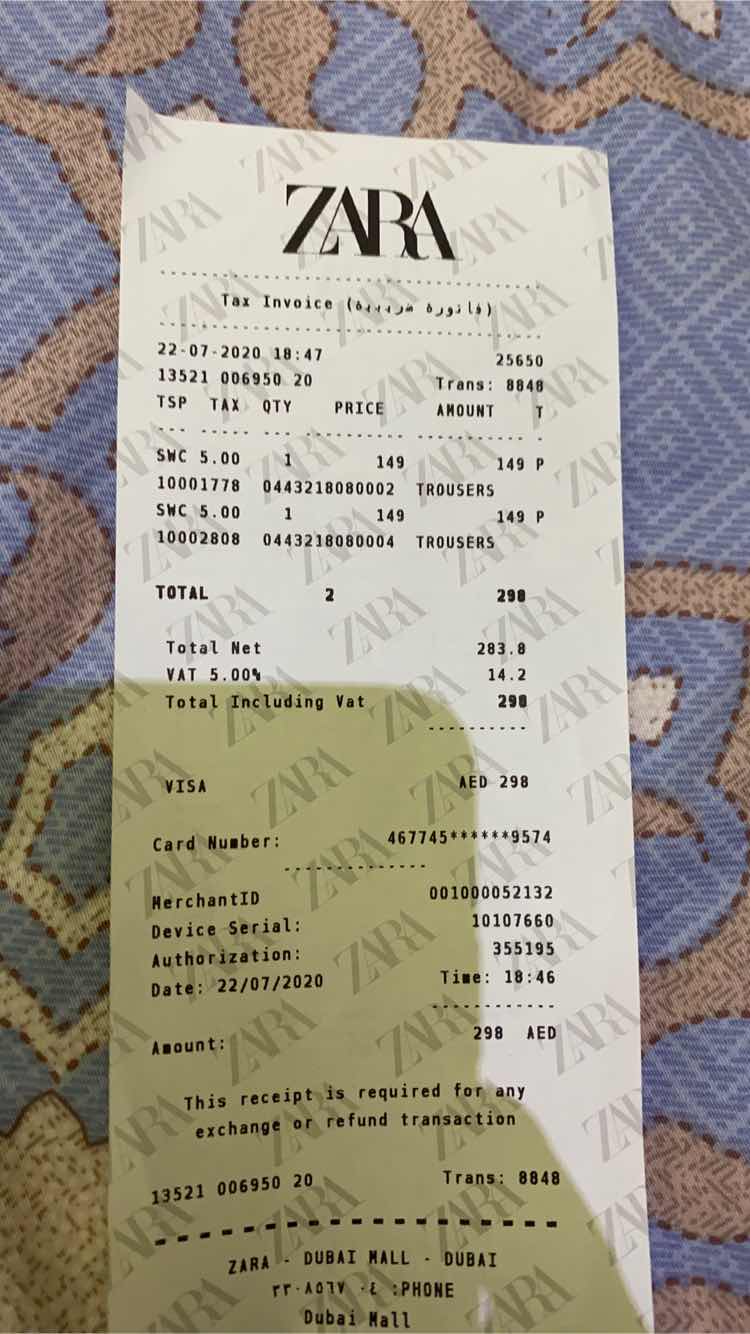 ZARA
Tax Invoice (فاتورة ضريبية)
22-07-2020 18:47 25650
13521 006950 20 Trans: 8848
TSP TAX QTY PRICE AMOUNT T
SWC 5.00 1 149 149 P
10001778 0443218080002 TROUSERS
SWC 5.00 1 149 149 P
10002808 0443218080004 TROUSERS
TOTAL 2 298
Total Net 283.8
VAT 5.00% 14.2
Total Including Vat 298
VISA AED 298
Card Number: 467745******9574
MerchantID 001000052132
Device Serial: 10107660
Authorization: 355195
Date: 22/07/2020 Time: 18:46
Amount: 298 AED
This receipt is required for any
exchange or refund transaction
13521 006950 20 Trans: 8848
ZARA - DUBAI MALL - DUBAI
٣٣٠٨٥٦٧ ٠٤ :PHONE
Dubai Mall